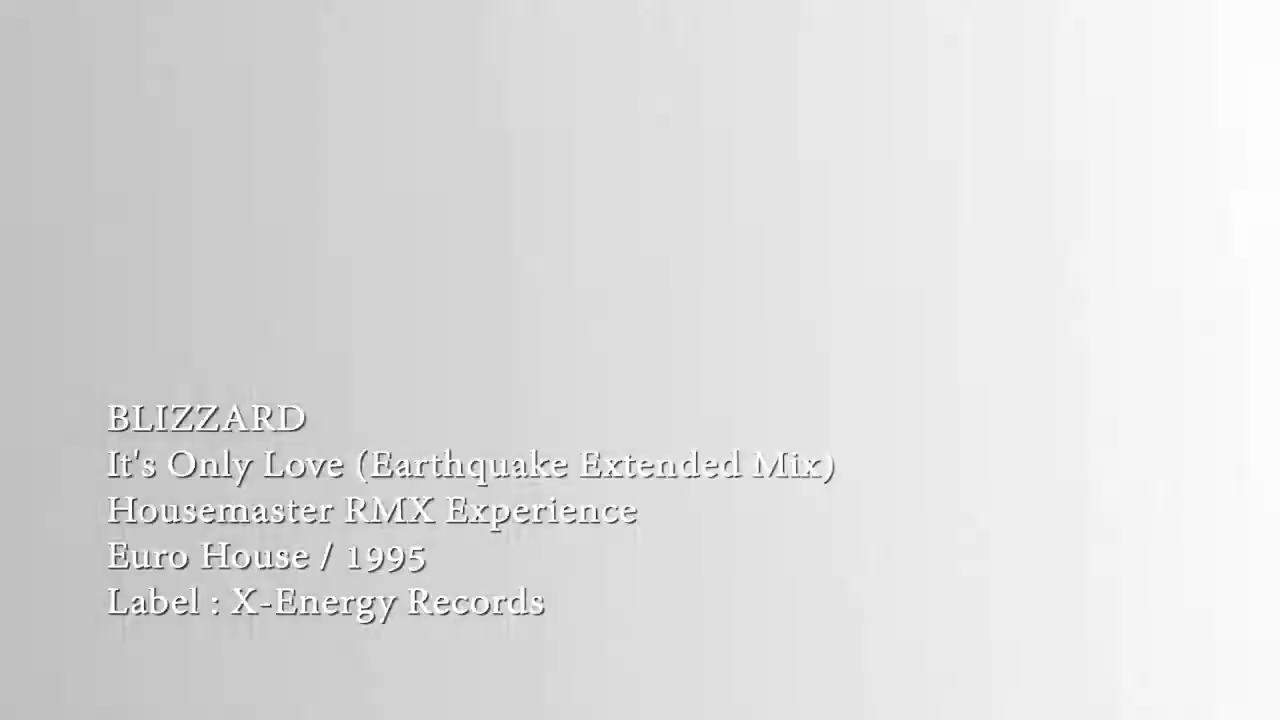 BLIZZARD
It's Only Love (Earthquake Extended Mix)
Housemaster RMX Experience
Euro House / 1995
Label : X-Energy Records